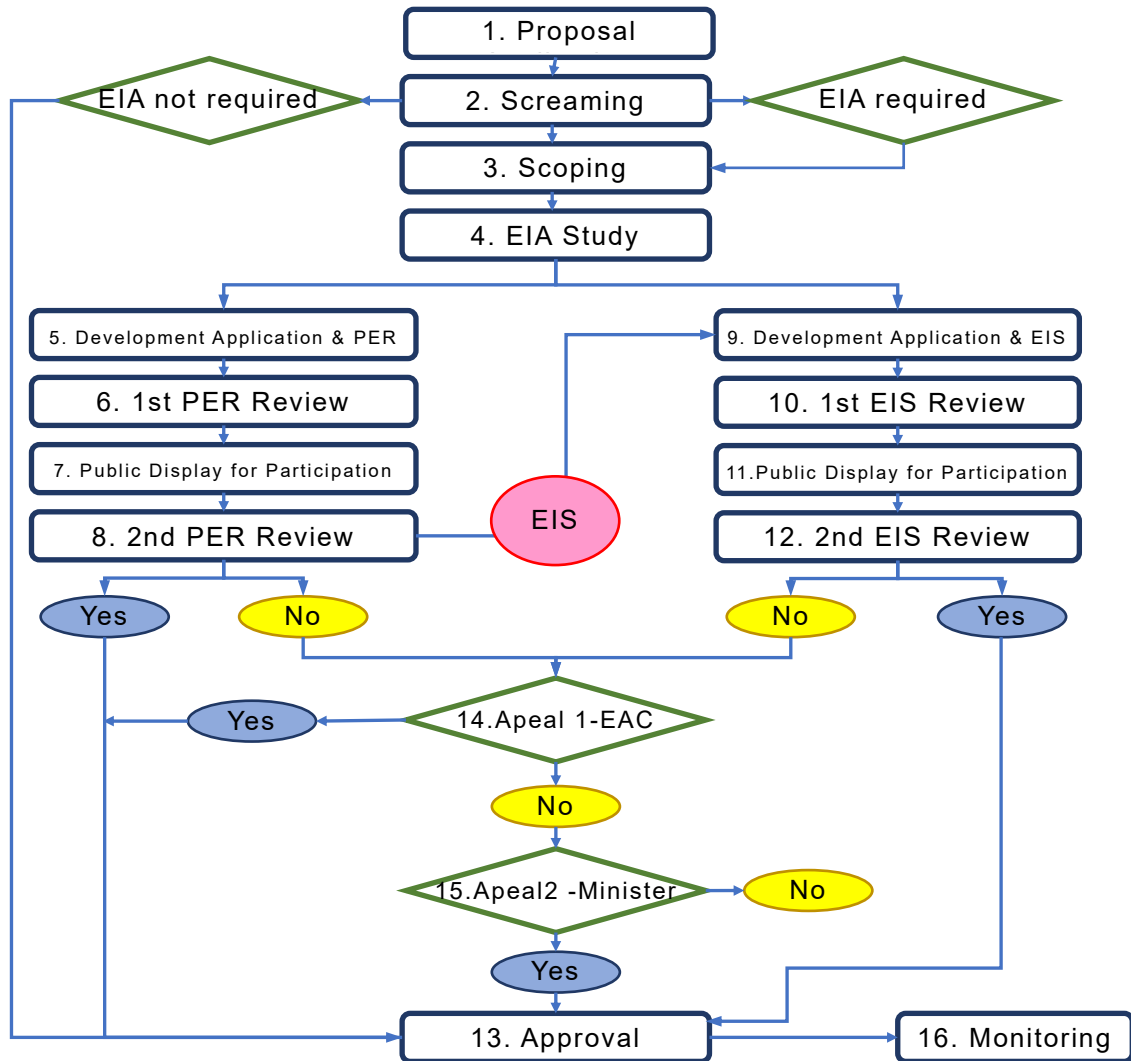 1. Proposal
EIA not required
2. Screaming
EIA required
3. Scoping
4. EIA Study
5. Development Application & PER
9. Development Application & EIS
6. 1st PER Review
10. 1st EIS Review
7. Public Display for Participation
11.Public Display for Participation
EIS
8. 2nd PER Review
12. 2nd EIS Review
Yes
No
No
Yes
14.Apeal 1-EAC
Yes
No
15.Apeal2 -Minister
No
Yes
13. Approval
16. Monitoring